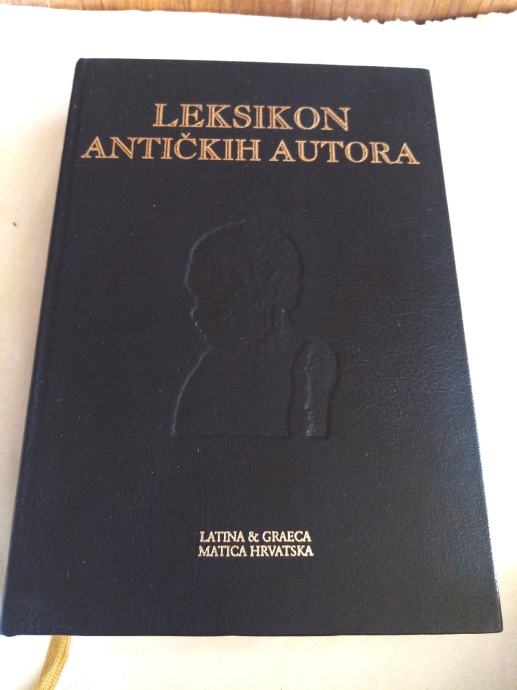 LEKSIKON
ANTIČKIH AUTORA
LATINA & GRAECA
MATICA HRVATSKA